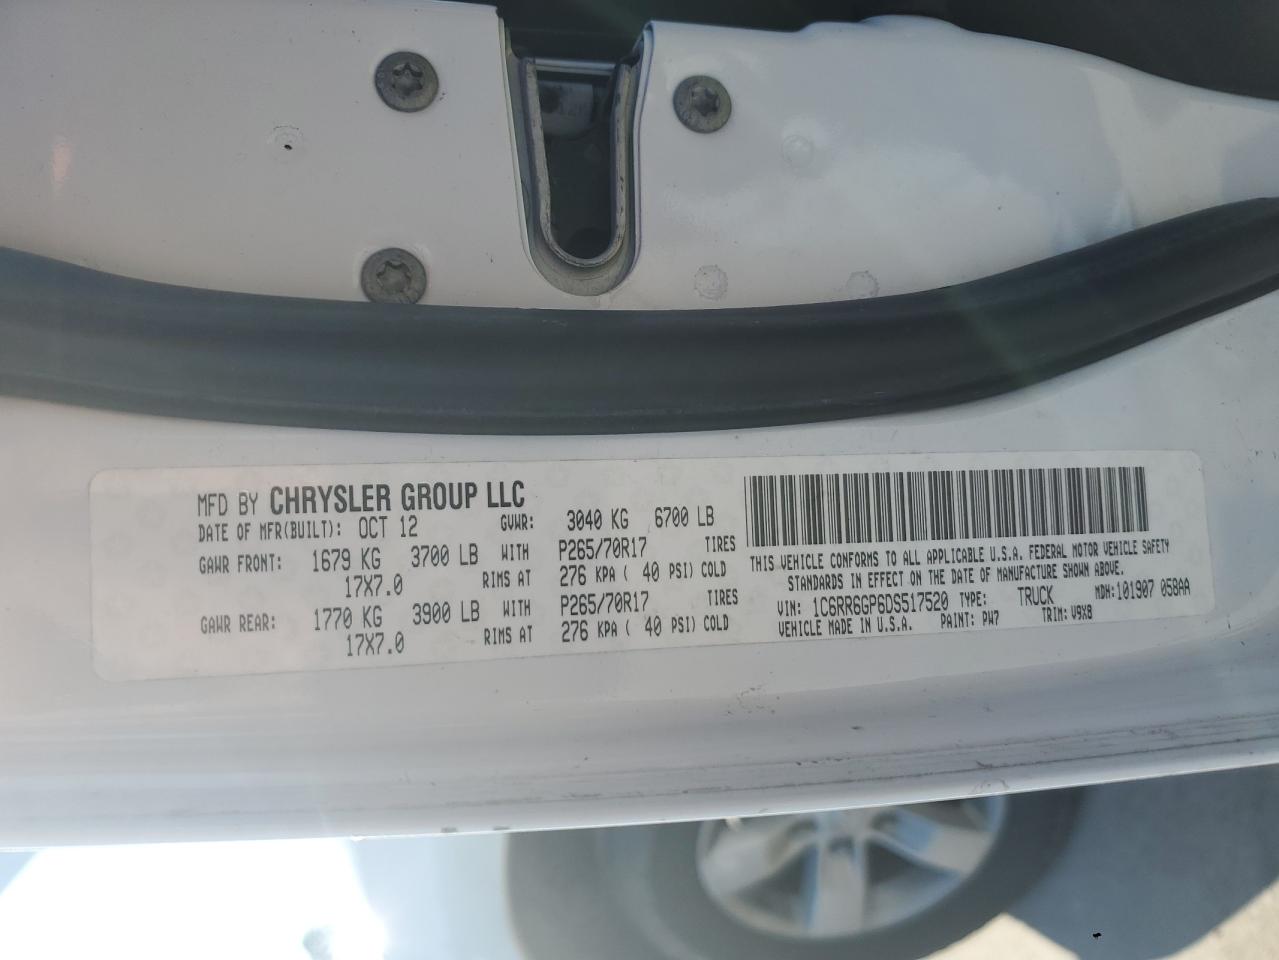 MFD BY CHRYSLER GROUP LLC
DATE OF MFR(BUILT): OCT 12 GVWR: 3040 KG 6700 LB
GAWR FRONT: 1679 KG 3700 LB WITH P265/70R17 TIRES
17X7.0 RIMS AT 276 KPA ( 40 PSI) COLD
GAWR REAR: 1770 KG 3900 LB WITH P265/70R17 TIRES
17X7.0 RIMS AT 276 KPA ( 40 PSI) COLD
THIS VEHICLE CONFORMS TO ALL APPLICABLE U.S.A. FEDERAL MOTOR VEHICLE SAFETY
STANDARDS IN EFFECT ON THE DATE OF MANUFACTURE SHOWN ABOVE.
VIN: 1C6RR6GP6DS517520 TYPE: TRUCK MDH: 101907 058AA
VEHICLE MADE IN U.S.A. PAINT: PW7 TRIM: V9X8